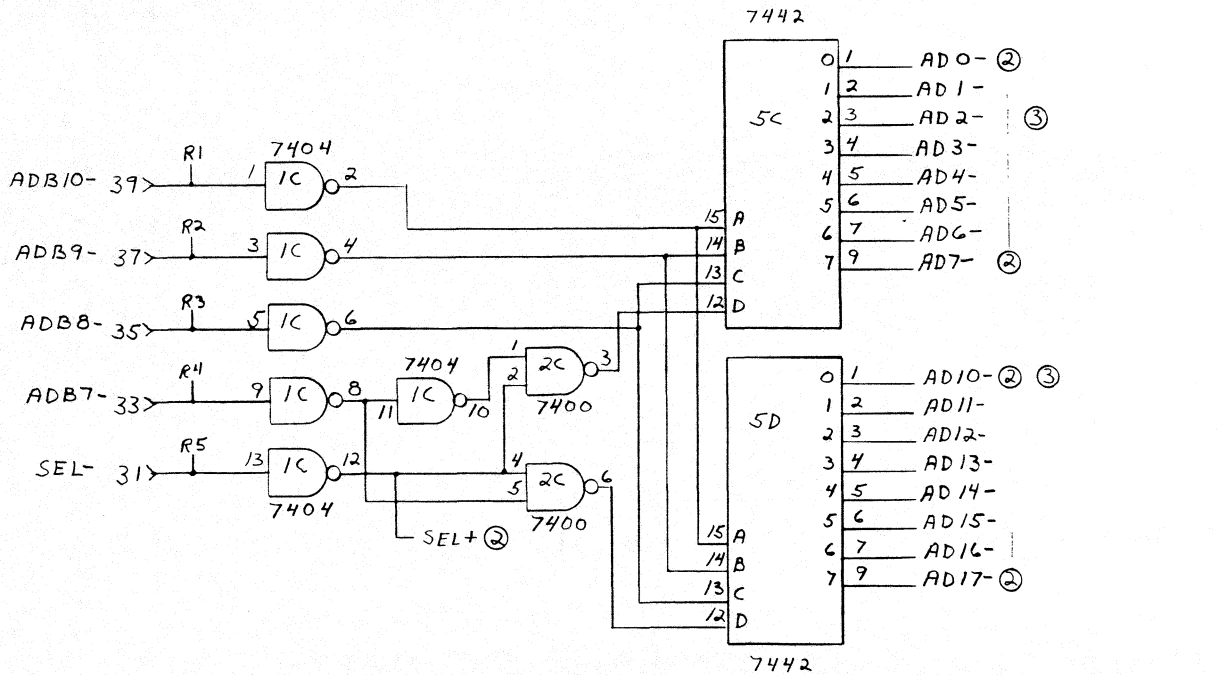 7442
5C
0 1 AD0- ②
1 2 AD1-
2 3 AD2- ③
3 4 AD3-
4 5 AD4-
5 6 AD5-
6 7 AD6-
7 9 AD7- ②
15 A
14 B
13 C
12 D
ADB10- 39 R1 1 7404 1C 2
ADB9- 37 R2 3 1C 4
ADB8- 35 R3 5 1C 6
ADB7- 33 R4 9 1C 8
11 7404 1C 10
1 2 2C 3 7400
SEL- 31 R5 13 1C 12 7404
4 5 2C 6 7400
SEL+ ②
5D
0 1 AD10- ② ③
1 2 AD11-
2 3 AD12-
3 4 AD13-
4 5 AD14-
5 6 AD15-
6 7 AD16-
7 9 AD17- ②
15 A
14 B
13 C
12 D
7442